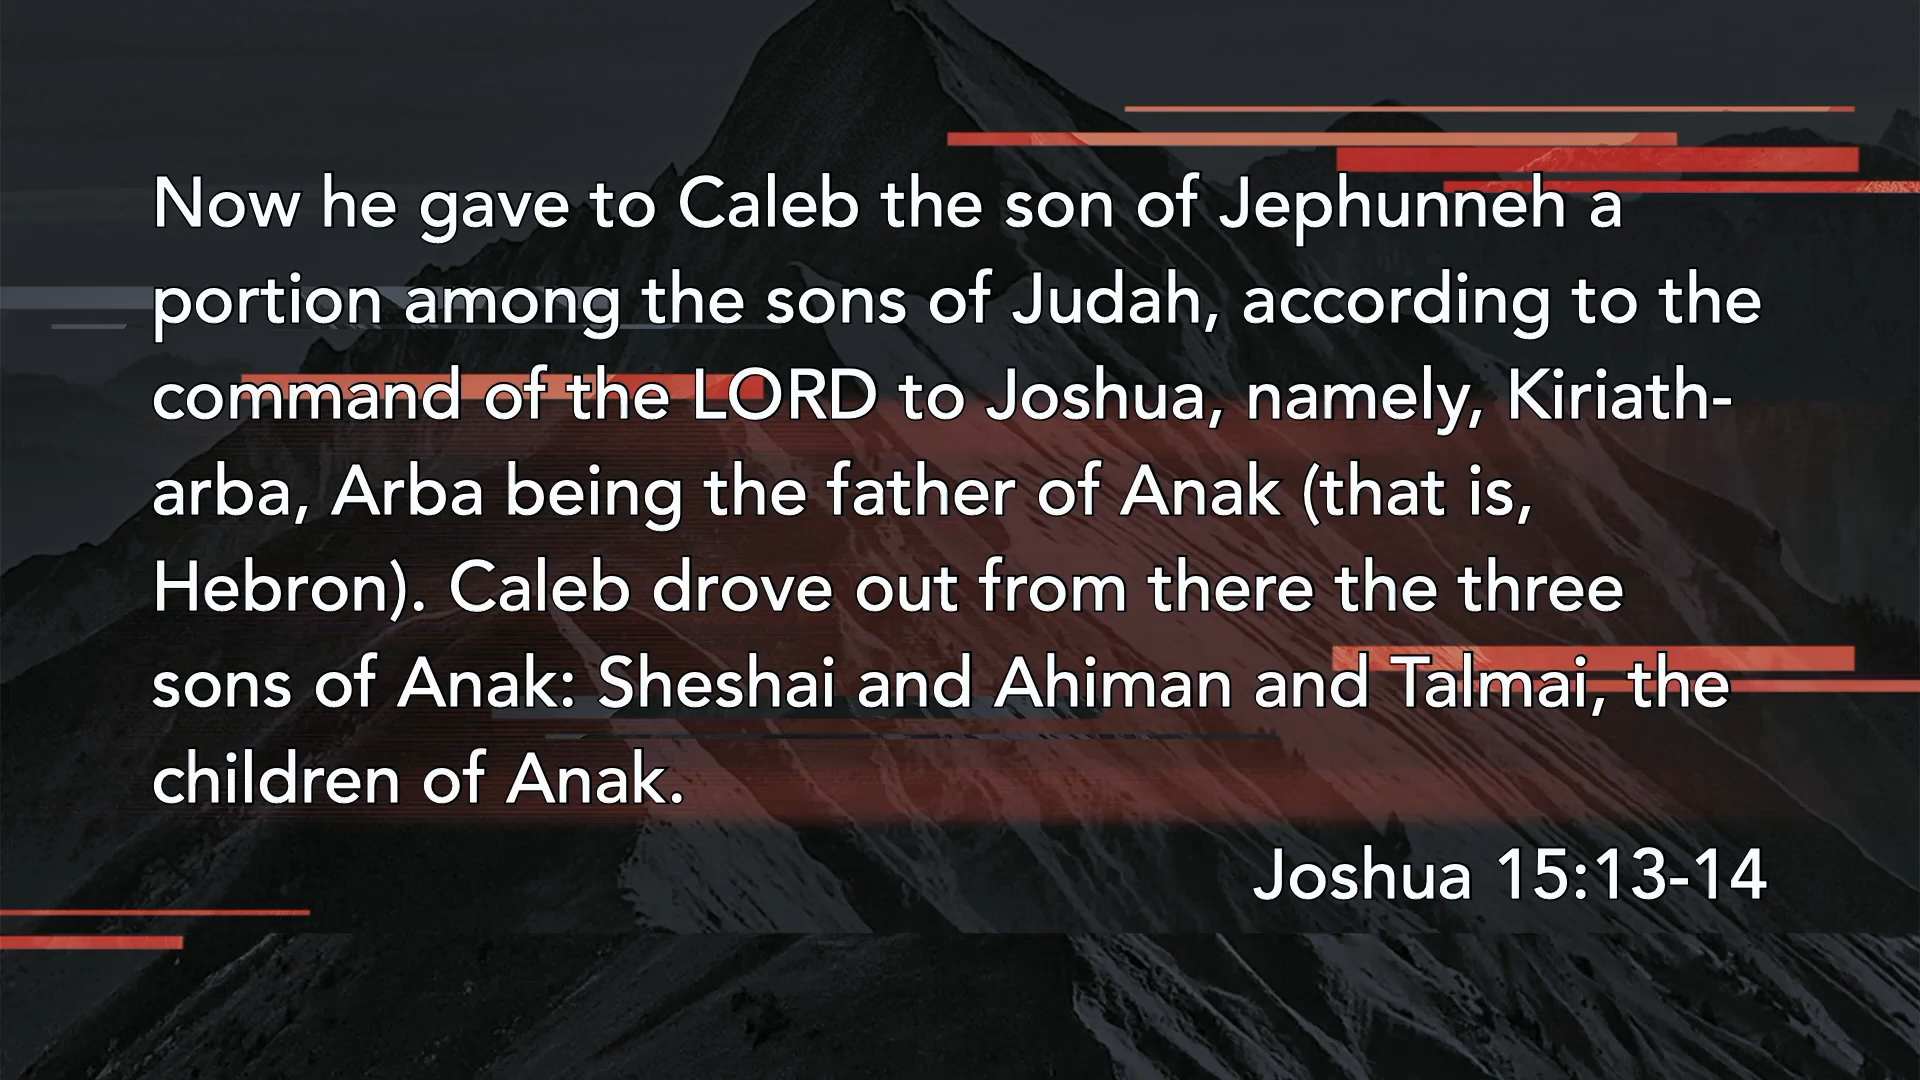 Now he gave to Caleb the son of Jephunneh a
portion among the sons of Judah, according to the
command of the LORD to Joshua, namely, Kiriath-
arba, Arba being the father of Anak (that is,
Hebron). Caleb drove out from there the three
sons of Anak: Sheshai and Ahiman and Talmai, the
children of Anak.
Joshua 15:13-14